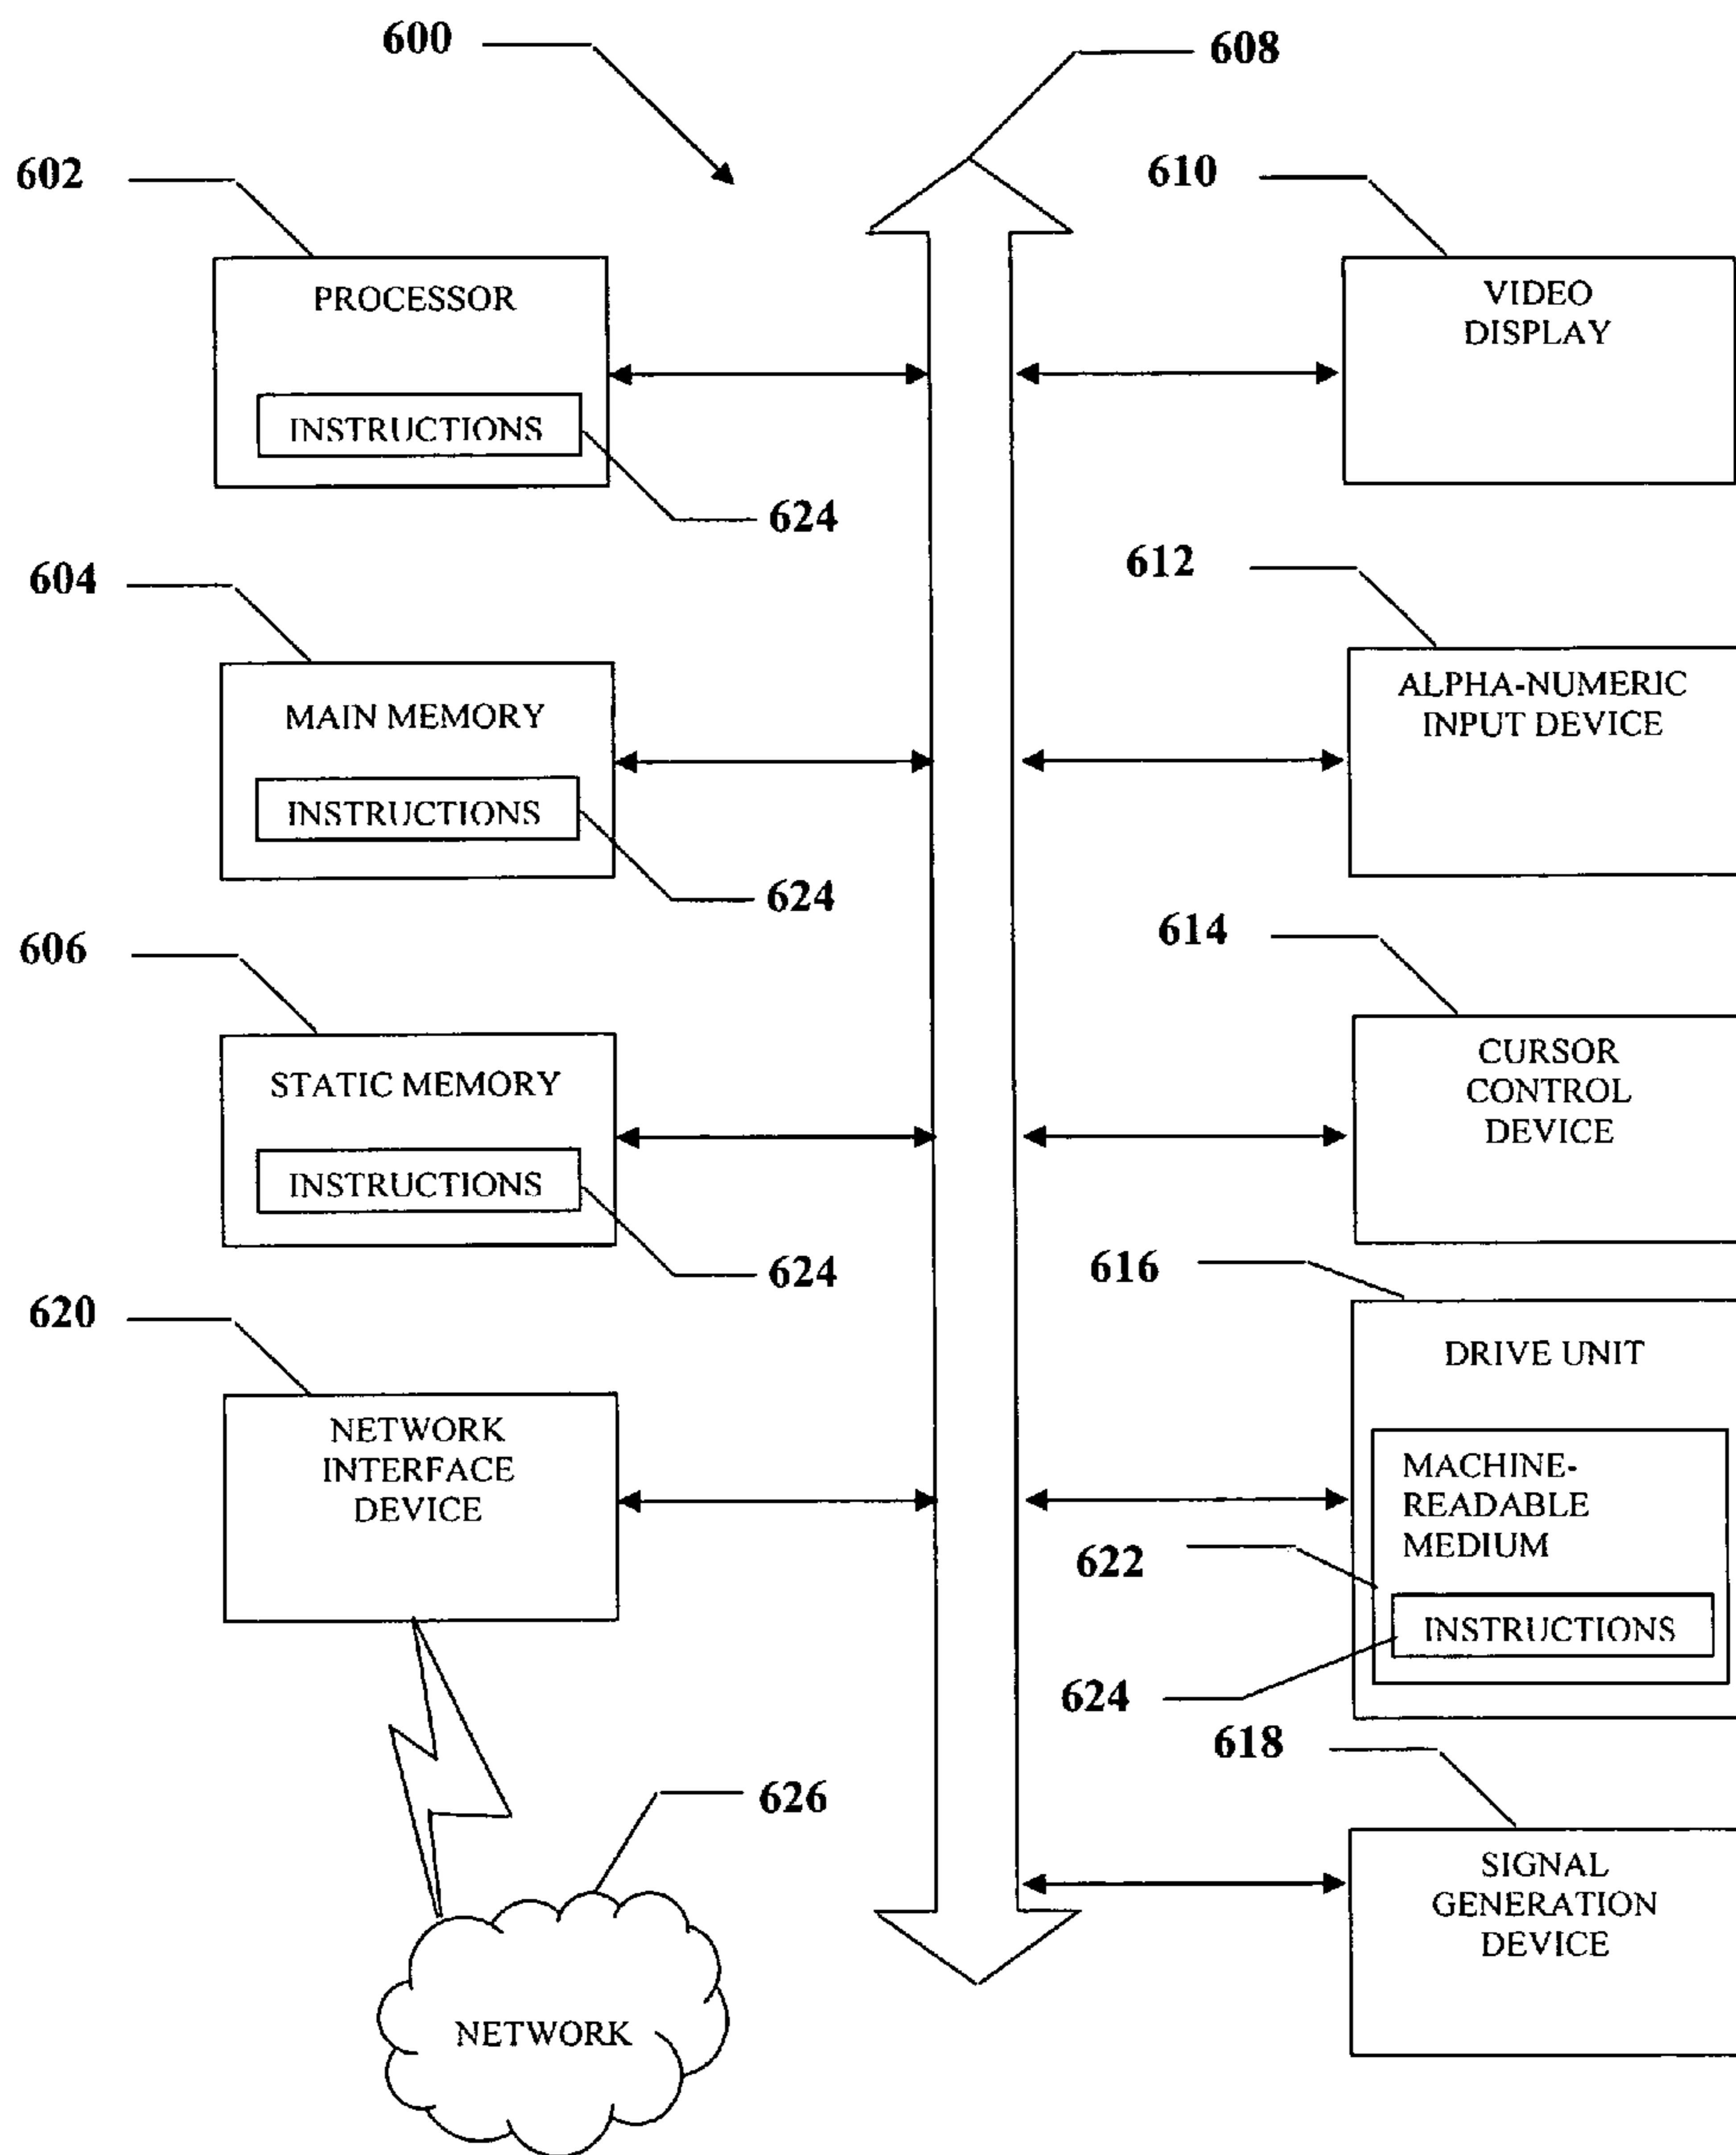 600
608
602
610
PROCESSOR
INSTRUCTIONS
624
VIDEO
DISPLAY
604
612
MAIN MEMORY
INSTRUCTIONS
624
ALPHA-NUMERIC
INPUT DEVICE
606
614
STATIC MEMORY
INSTRUCTIONS
624
CURSOR
CONTROL
DEVICE
620
616
NETWORK
INTERFACE
DEVICE
DRIVE UNIT
MACHINE-
READABLE
MEDIUM
622
INSTRUCTIONS
624
618
626
SIGNAL
GENERATION
DEVICE
NETWORK